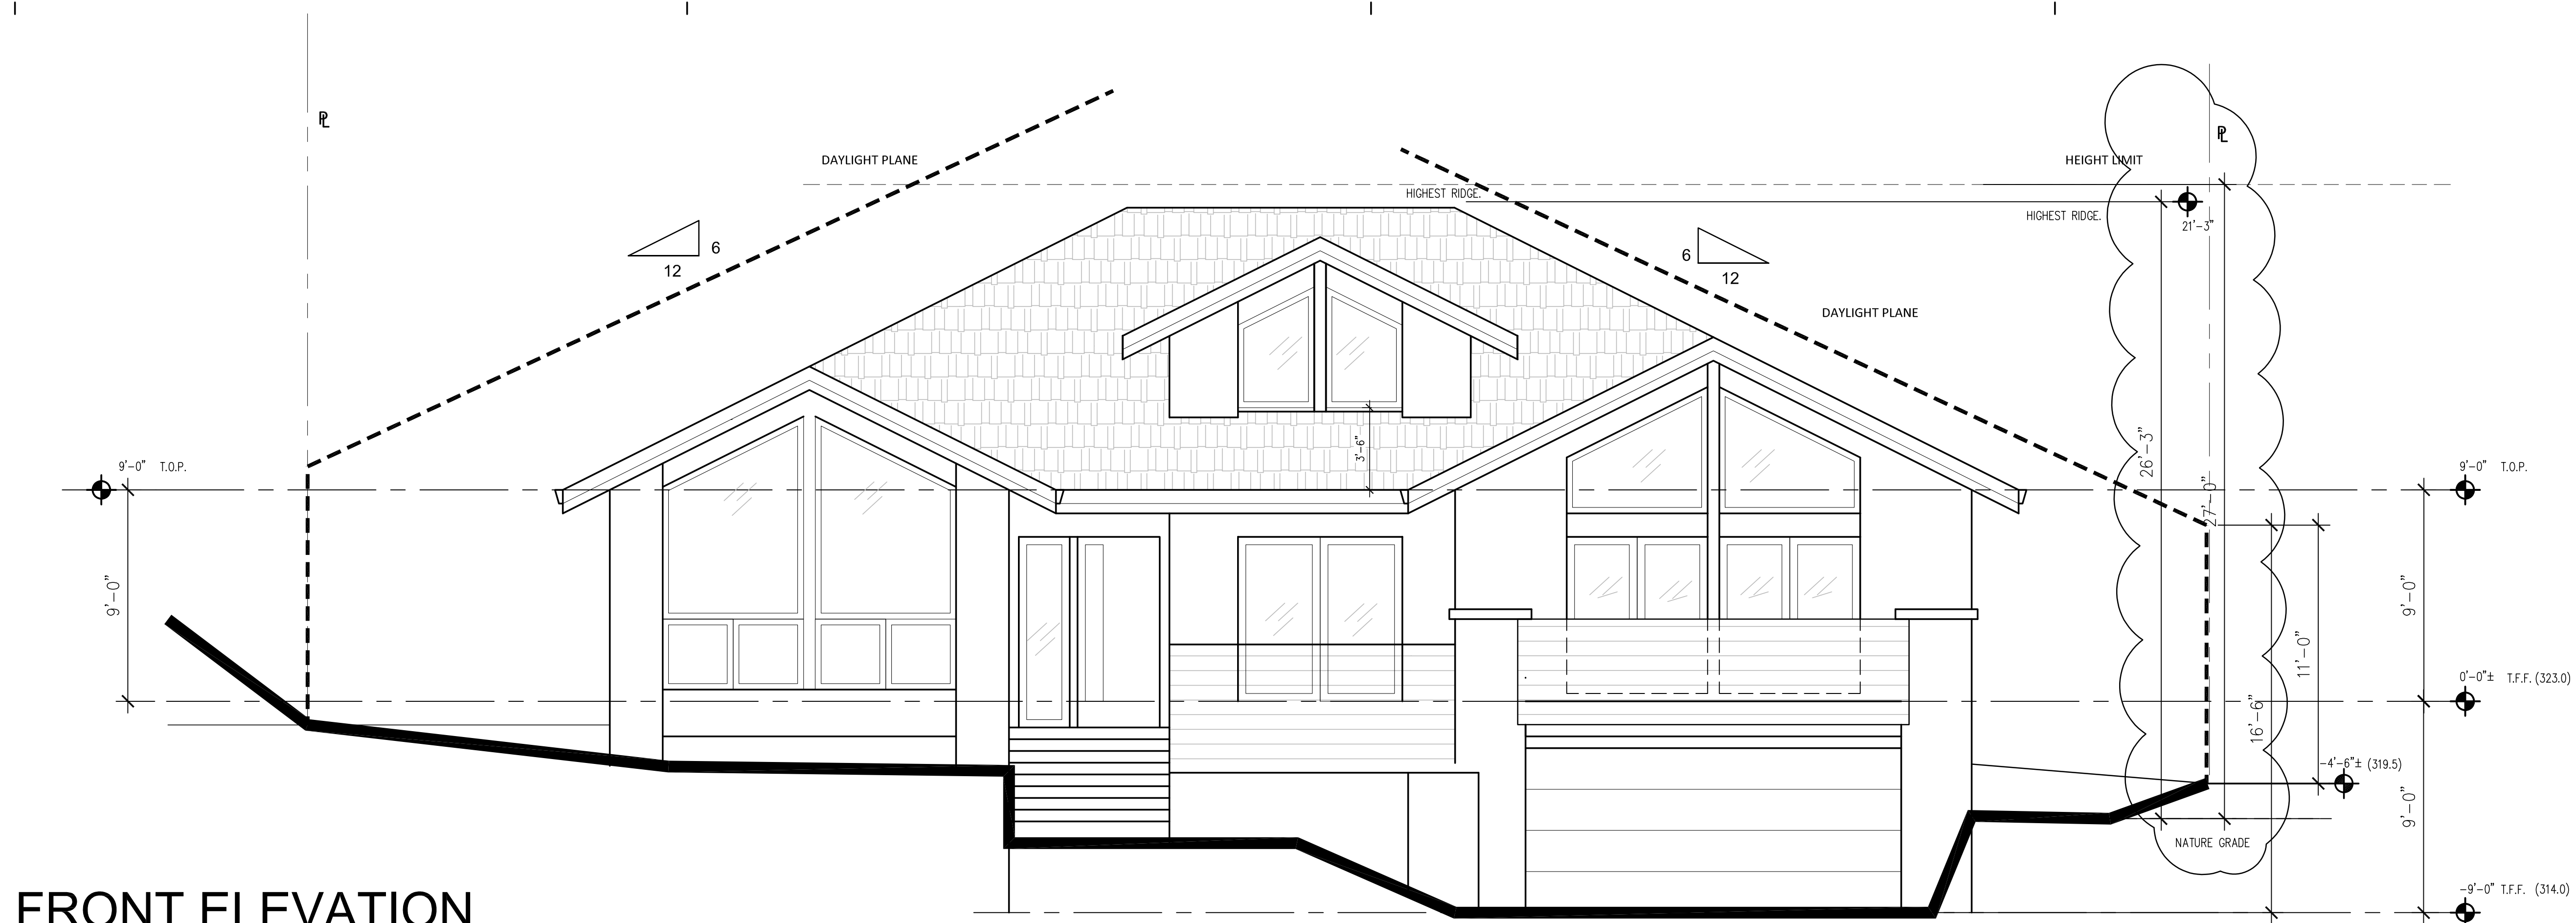 ℄
℄
DAYLIGHT PLANE
HEIGHT LIMIT
HIGHEST RIDGE.
HIGHEST RIDGE.
21'-3"
6
12
6
12
DAYLIGHT PLANE
3'-6"
26'-3"
27'-0"
9'-0" T.O.P.
9'-0" T.O.P.
9'-0"
9'-0"
11'-0"
16'-6"
0'-0"± T.F.F. (323.0)
-4'-6"± (319.5)
9'-0"
NATURE GRADE
-9'-0" T.F.F. (314.0)
FRONT ELEVATION